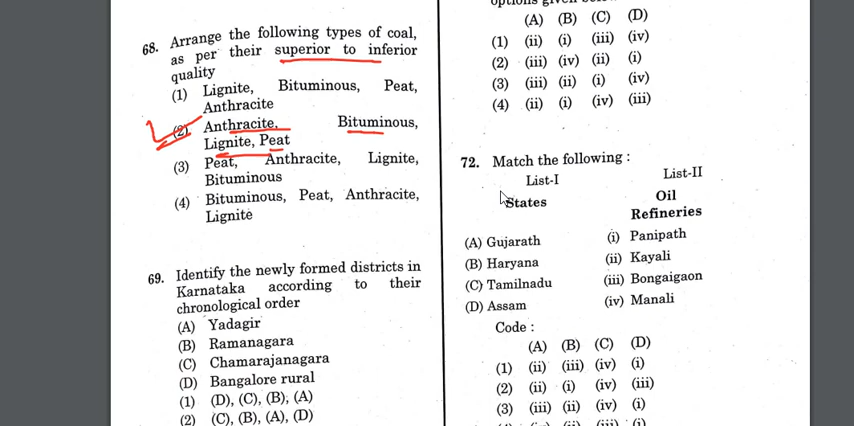 68. Arrange the following types of coal,
as per their superior to inferior
quality
(1) Lignite, Bituminous, Peat,
Anthracite
(2) Anthracite, Bituminous,
Lignite, Peat
(3) Peat, Anthracite, Lignite,
Bituminous
(4) Bituminous, Peat, Anthracite,
Lignite
69. Identify the newly formed districts in
Karnataka according to their
chronological order
(A) Yadagir
(B) Ramanagara
(C) Chamarajanagara
(D) Bangalore rural
(1) (D), (C), (B), (A)
(2) (C), (B), (A), (D)
(A) (B) (C) (D)
(1) (ii) (i) (iii) (iv)
(2) (iii) (iv) (ii) (i)
(3) (iii) (ii) (i) (iv)
(4) (ii) (i) (iv) (iii)
72. Match the following :
List-I List-II
States Oil
Refineries
(A) Gujarath (i) Panipath
(B) Haryana (ii) Kayali
(C) Tamilnadu (iii) Bongaigaon
(D) Assam (iv) Manali
Code :
(A) (B) (C) (D)
(1) (ii) (iii) (iv) (i)
(2) (ii) (i) (iv) (iii)
(3) (iii) (ii) (iv) (i)